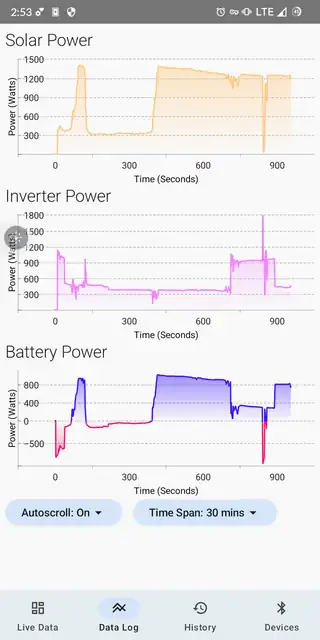 2:53 LTE
Solar Power
Power (Watts)
1500
1200
900
600
300
0 300 600 900
Time (Seconds)
Inverter Power
Power (Watts)
1800
1500
1200
900
600
300
0 300 600 900
Time (Seconds)
Battery Power
Power (Watts)
800
400
0
−500
0 300 600 900
Time (Seconds)
Autoscroll: On Time Span: 30 mins
Live Data Data Log History Devices